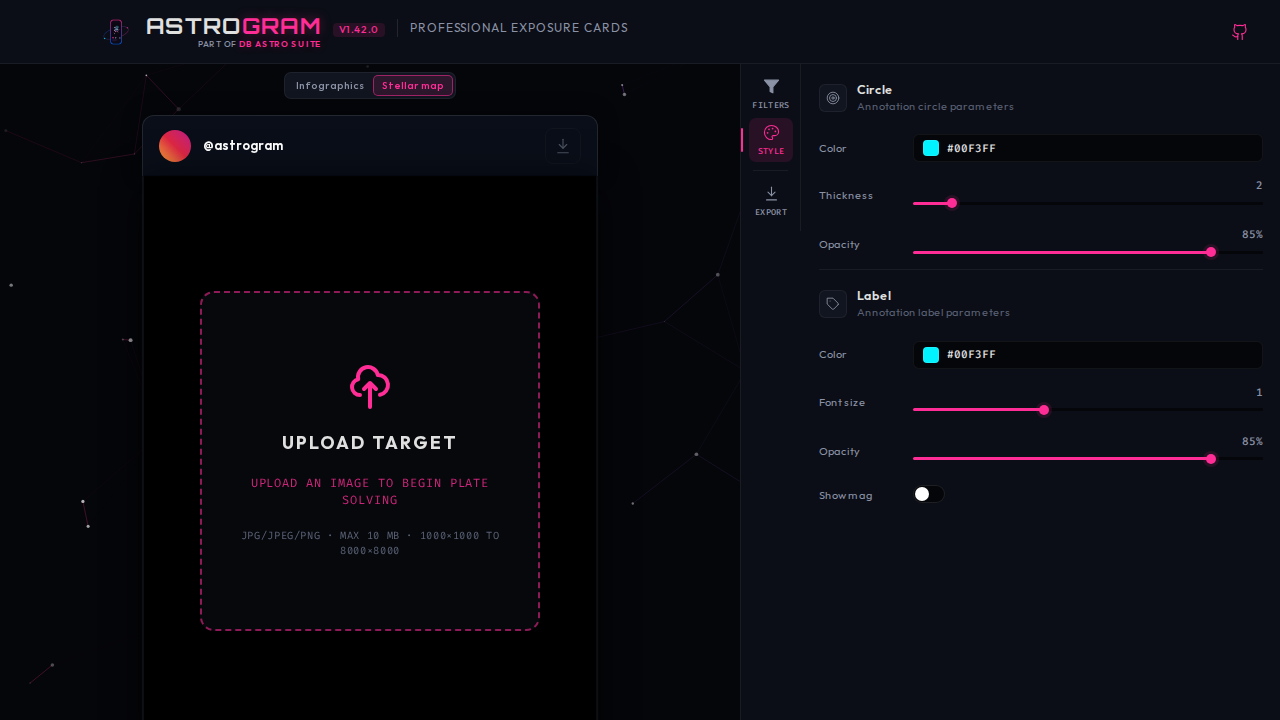 ASTROGRAM V1.42.0 PROFESSIONAL EXPOSURE CARDS
PART OF DB ASTRO SUITE
Infographics Stellar map
@astrogram
UPLOAD TARGET
UPLOAD AN IMAGE TO BEGIN PLATE
SOLVING
JPG/JPEG/PNG · MAX 10 MB · 1000×1000 TO
8000×8000
FILTERS
STYLE
EXPORT
Circle
Annotation circle parameters
Color #00F3FF
Thickness 2
Opacity 85%
Label
Annotation label parameters
Color #00F3FF
Font size 1
Opacity 85%
Show mag